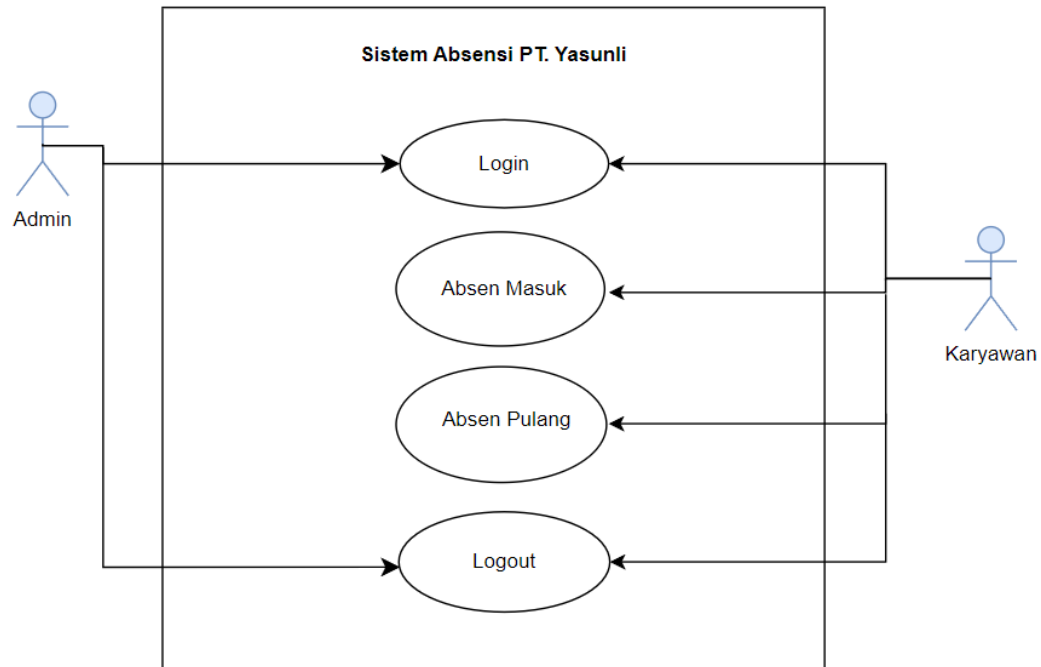 Sistem Absensi PT. Yasunli
Login
Admin
Absen Masuk
Karyawan
Absen Pulang
Logout